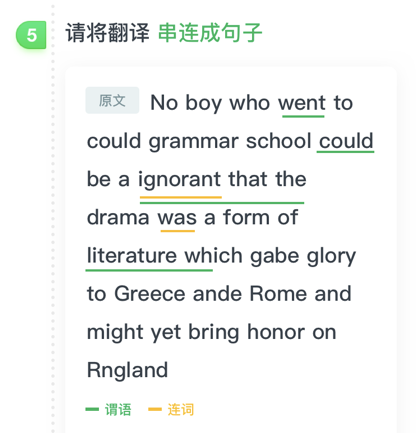 5 请将翻译 串连成句子
原文 No boy who went to
could grammar school could
be a ignorant that the
drama was a form of
literature which gabe glory
to Greece ande Rome and
might yet bring honor on
Rngland
谓语 连词